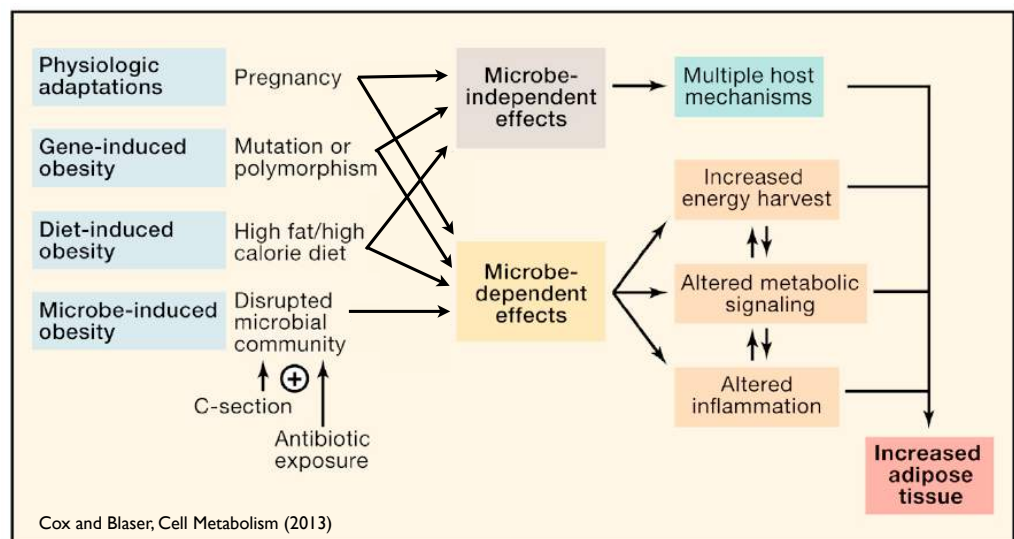 Physiologic
adaptations
Pregnancy
Gene-induced
obesity
Mutation or
polymorphism
Diet-induced
obesity
High fat/high
calorie diet
Microbe-induced
obesity
Disrupted
microbial
community
C-section
Antibiotic
exposure
Microbe-
independent
effects
Microbe-
dependent
effects
Multiple host
mechanisms
Increased
energy harvest
Altered metabolic
signaling
Altered
inflammation
Increased
adipose
tissue
Cox and Blaser, Cell Metabolism (2013)